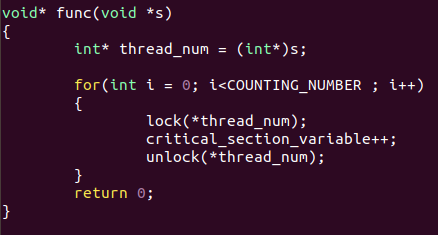 void* func(void *s)
{
        int* thread_num = (int*)s;

        for(int i = 0; i<COUNTING_NUMBER ; i++)
        {
                lock(*thread_num);
                critical_section_variable++;
                unlock(*thread_num);
        }
        return 0;
}